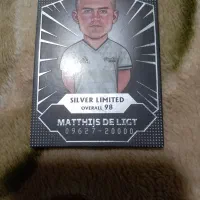 SILVER LIMITED
OVERALL 98
MATTHIJS DE LIGT
09627-20000